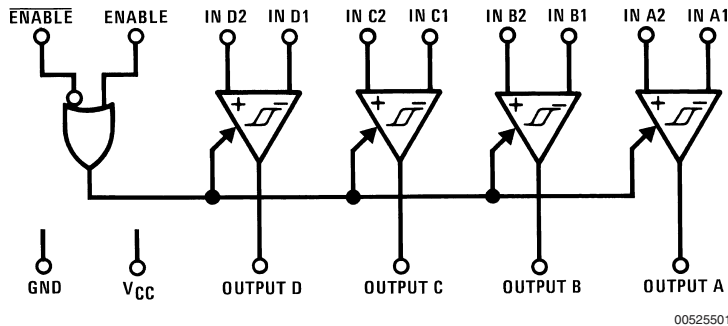 ENABLE ENABLE IN D2 IN D1 IN C2 IN C1 IN B2 IN B1 IN A2 IN A1
+ − + − + − + −
GND VCC OUTPUT D OUTPUT C OUTPUT B OUTPUT A
00525501